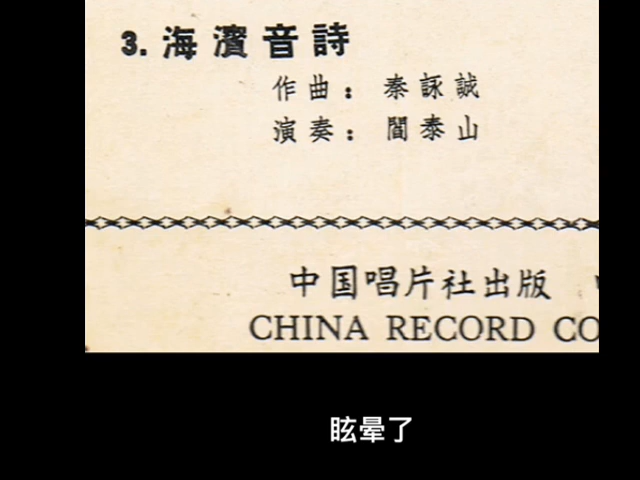 3. 海濱音詩
作曲： 秦詠誠
演奏： 閻泰山
中国唱片社出版
CHINA RECORD CO
眩晕了